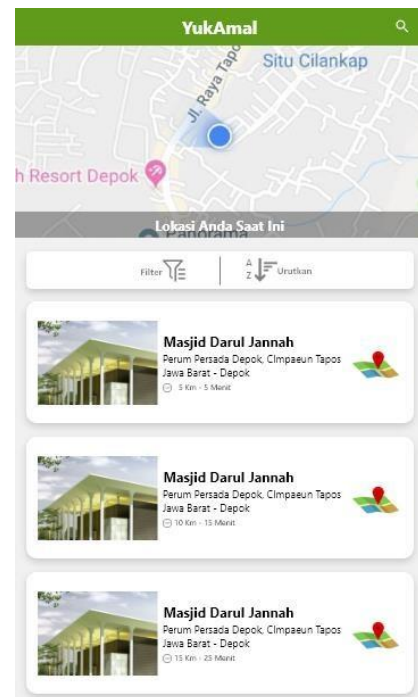 YukAmal
Situ Cilankap
Jl. Raya Tapo
h Resort Depok
Panorama
Lokasi Anda Saat Ini
Filter
A
Z
Urutkan
Masjid Darul Jannah
Perum Persada Depok, CImpaeun Tapos
Jawa Barat - Depok
5 Km - 5 Menit
Masjid Darul Jannah
Perum Persada Depok, CImpaeun Tapos
Jawa Barat - Depok
10 Km - 15 Menit
Masjid Darul Jannah
Perum Persada Depok, CImpaeun Tapos
Jawa Barat - Depok
15 Km - 25 Menit